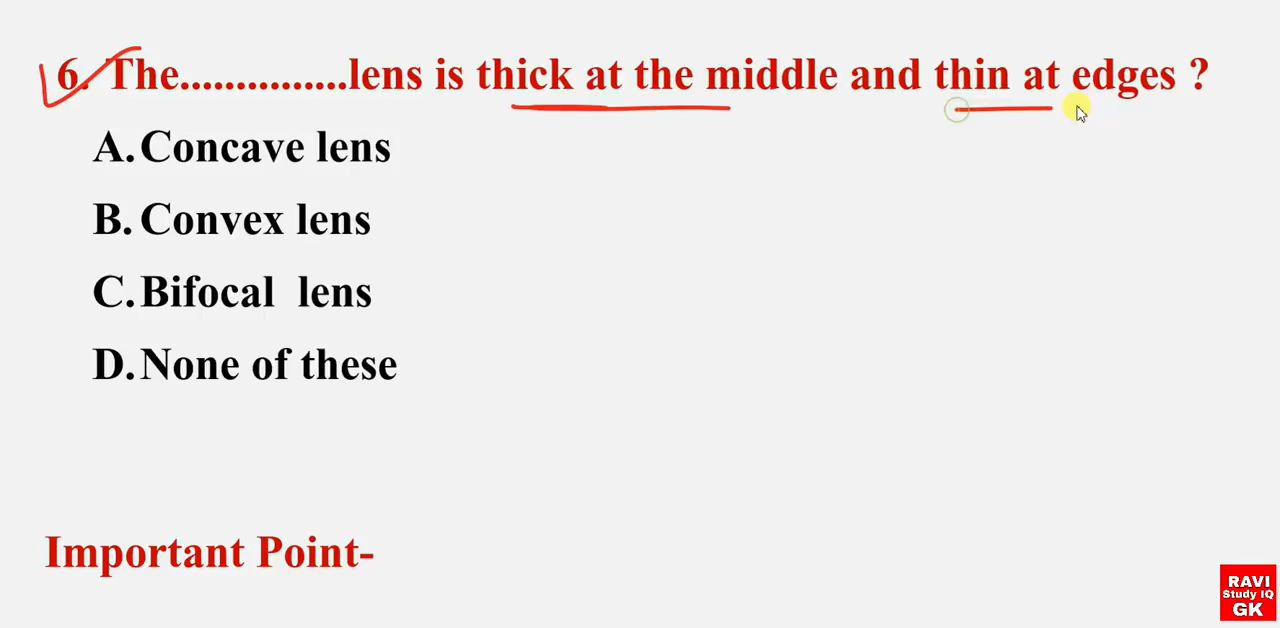 6. The...............lens is thick at the middle and thin at edges ?
A.Concave lens
B.Convex lens
C.Bifocal lens
D.None of these
Important Point-
RAVI
Study IQ
GK